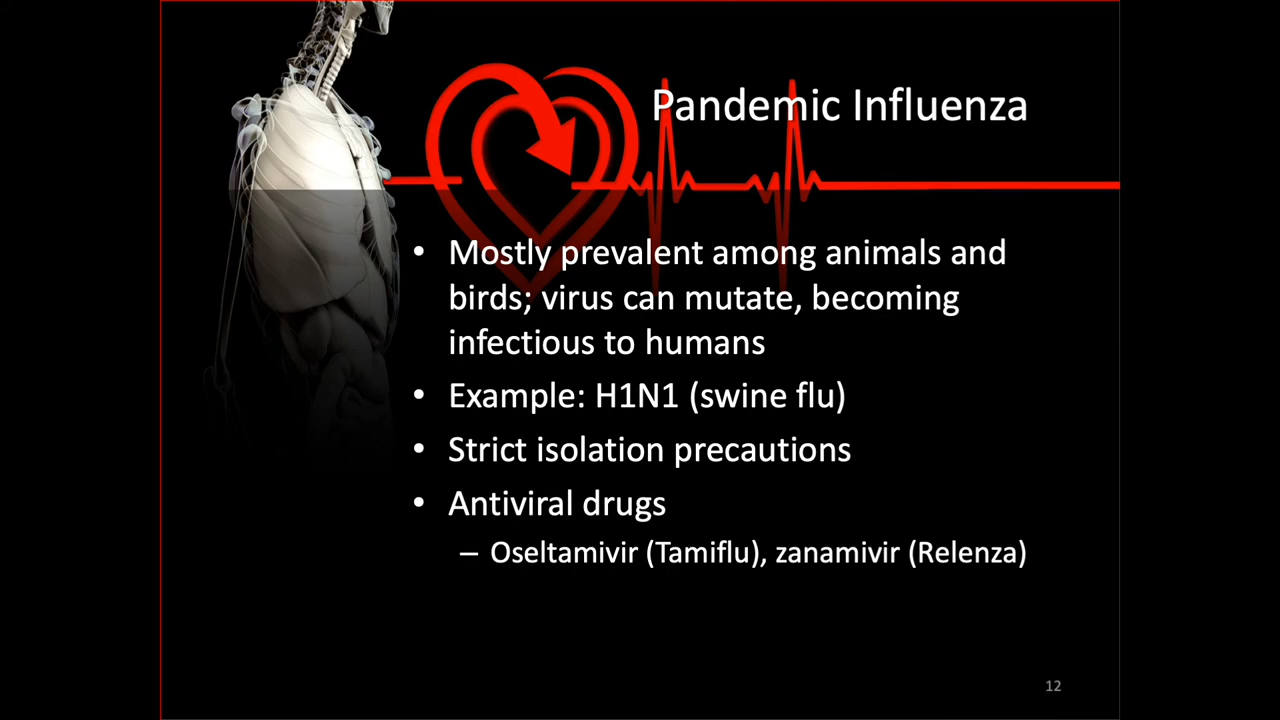 Pandemic Influenza
• Mostly prevalent among animals and
birds; virus can mutate, becoming
infectious to humans
• Example: H1N1 (swine flu)
• Strict isolation precautions
• Antiviral drugs
– Oseltamivir (Tamiflu), zanamivir (Relenza)
12